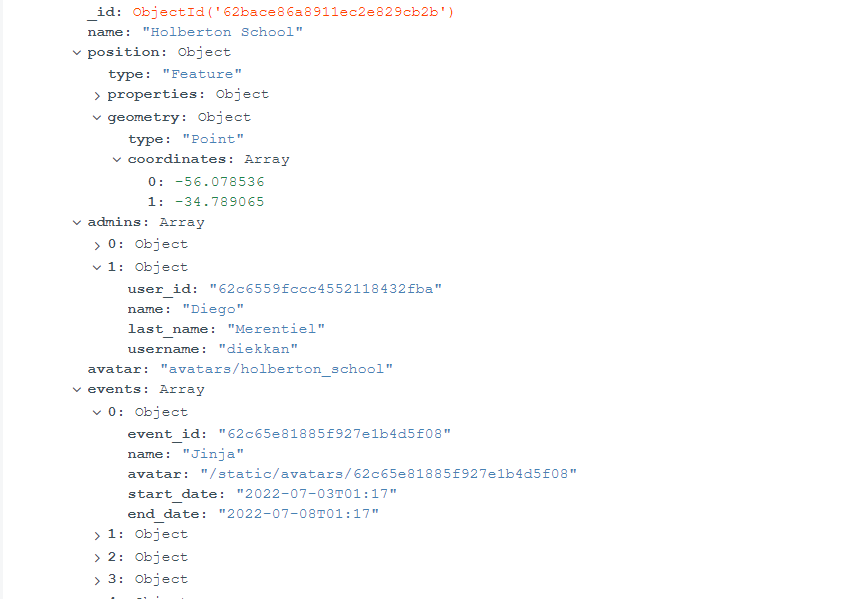 _id: ObjectId('62bace86a8911ec2e829cb2b')
name: "Holberton School"
position: Object
type: "Feature"
properties: Object
geometry: Object
type: "Point"
coordinates: Array
0: -56.078536
1: -34.789065
admins: Array
0: Object
1: Object
user_id: "62c6559fccc4552118432fba"
name: "Diego"
last_name: "Merentiel"
username: "diekkan"
avatar: "avatars/holberton_school"
events: Array
0: Object
event_id: "62c65e81885f927e1b4d5f08"
name: "Jinja"
avatar: "/static/avatars/62c65e81885f927e1b4d5f08"
start_date: "2022-07-03T01:17"
end_date: "2022-07-08T01:17"
1: Object
2: Object
3: Object